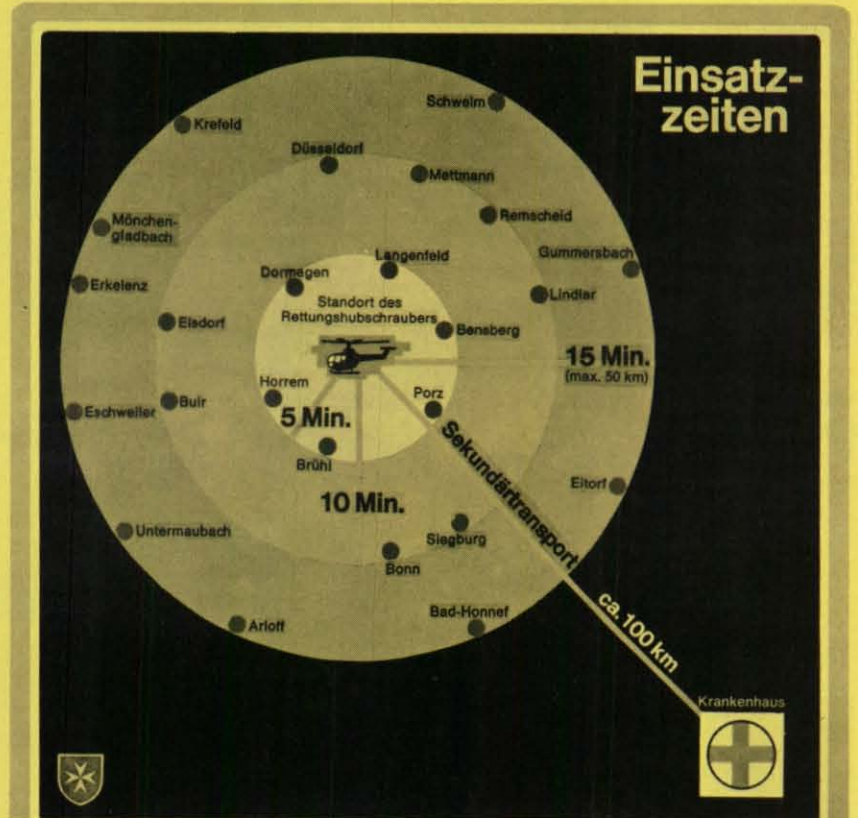 Einsatz-
zeiten
Schwelm
Krefeld
Düsseldorf
Mettmann
Remscheid
Mönchen-
gladbach
Gummersbach
Langenfeld
Dormagen
Erkelenz
Lindlar
Standort des
Rettungshubschraubers
Elsdorf
Bensberg
15 Min.
(max. 50 km)
Horrem
Porz
Buir
Eschweiler
5 Min.
Brühl
Sekundärtransport
Eitorf
10 Min.
Untermaubach
Siegburg
Bonn
ca. 100 km
Bad-Honnef
Arloff
Krankenhaus